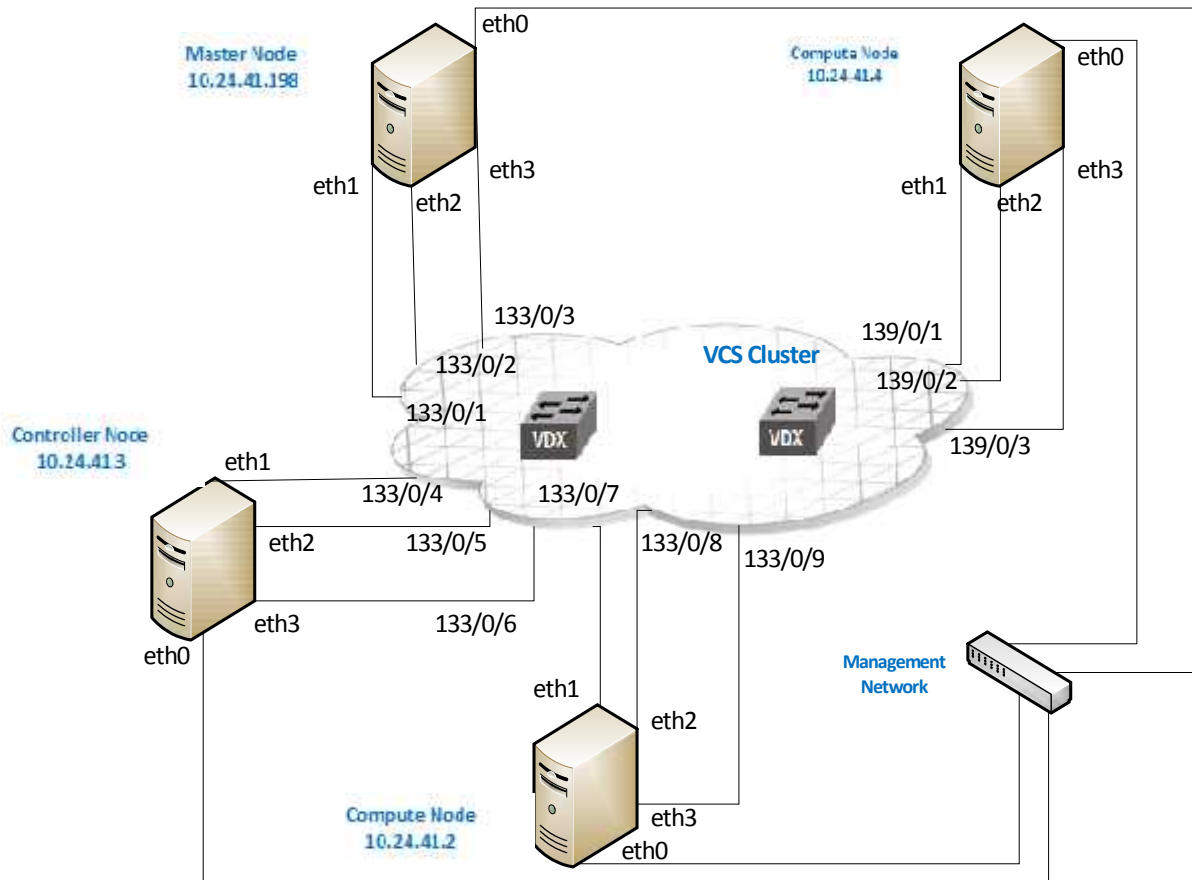 eth0
Master Node
10.24.41.198
eth1
eth2
eth3
Compute Node
10.24.41.4
eth0
eth1
eth2
eth3
133/0/3
133/0/2
133/0/1
VCS Cluster
139/0/1
139/0/2
139/0/3
VDX
VDX
Controller Node
10.24.41.3
eth1
eth2
eth3
eth0
133/0/4
133/0/5
133/0/6
133/0/7
133/0/8
133/0/9
Management
Network
eth1
eth2
eth3
eth0
Compute Node
10.24.41.2